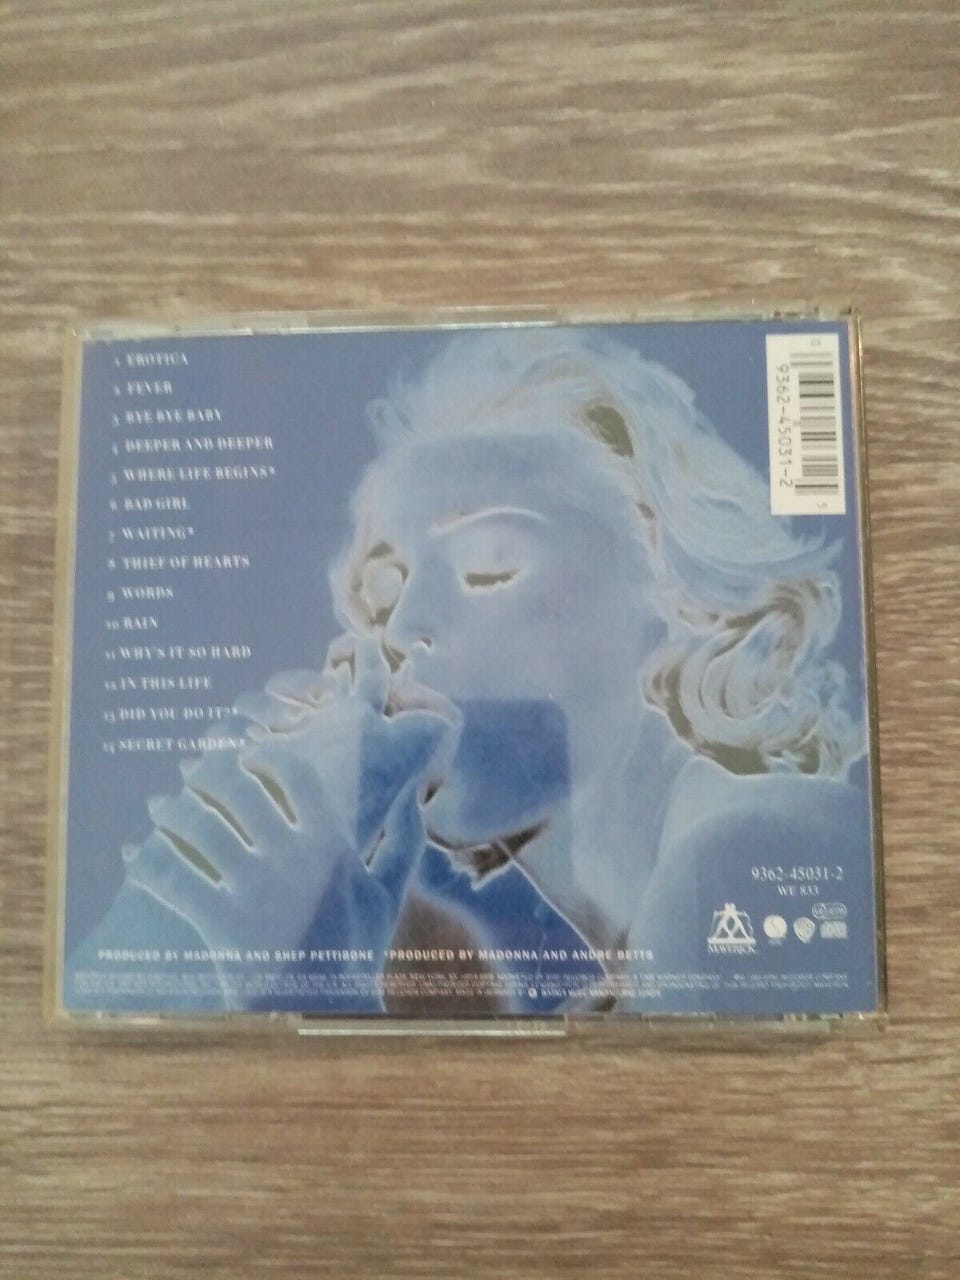 1 EROTICA
2 FEVER
3 BYE BYE BABY
4 DEEPER AND DEEPER
5 WHERE LIFE BEGINS*
6 BAD GIRL
7 WAITING*
8 THIEF OF HEARTS
9 WORDS
10 RAIN
11 WHY'S IT SO HARD
12 IN THIS LIFE
13 DID YOU DO IT?*
14 SECRET GARDEN*
0 9362-45031-2 5
9362-45031-2
WE 833
MAVERICK
PRODUCED BY MADONNA AND SHEP PETTIBONE *PRODUCED BY MADONNA AND ANDRE BETTS